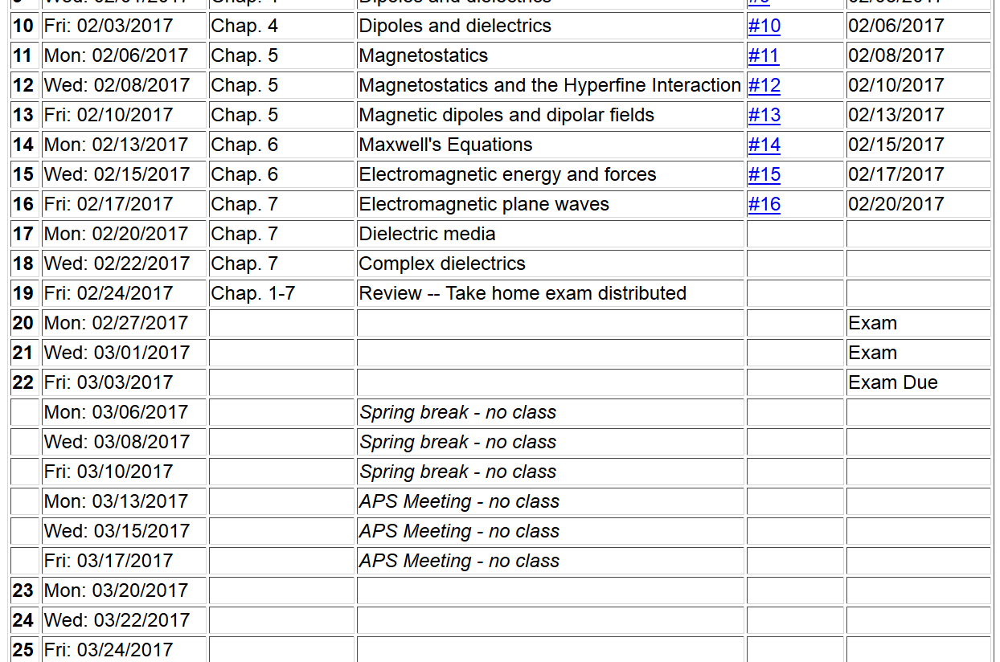 10 Fri: 02/03/2017 Chap. 4 Dipoles and dielectrics #10 02/06/2017
11 Mon: 02/06/2017 Chap. 5 Magnetostatics #11 02/08/2017
12 Wed: 02/08/2017 Chap. 5 Magnetostatics and the Hyperfine Interaction #12 02/10/2017
13 Fri: 02/10/2017 Chap. 5 Magnetic dipoles and dipolar fields #13 02/13/2017
14 Mon: 02/13/2017 Chap. 6 Maxwell's Equations #14 02/15/2017
15 Wed: 02/15/2017 Chap. 6 Electromagnetic energy and forces #15 02/17/2017
16 Fri: 02/17/2017 Chap. 7 Electromagnetic plane waves #16 02/20/2017
17 Mon: 02/20/2017 Chap. 7 Dielectric media
18 Wed: 02/22/2017 Chap. 7 Complex dielectrics
19 Fri: 02/24/2017 Chap. 1-7 Review -- Take home exam distributed
20 Mon: 02/27/2017 Exam
21 Wed: 03/01/2017 Exam
22 Fri: 03/03/2017 Exam Due
Mon: 03/06/2017 Spring break - no class
Wed: 03/08/2017 Spring break - no class
Fri: 03/10/2017 Spring break - no class
Mon: 03/13/2017 APS Meeting - no class
Wed: 03/15/2017 APS Meeting - no class
Fri: 03/17/2017 APS Meeting - no class
23 Mon: 03/20/2017
24 Wed: 03/22/2017
25 Fri: 03/24/2017